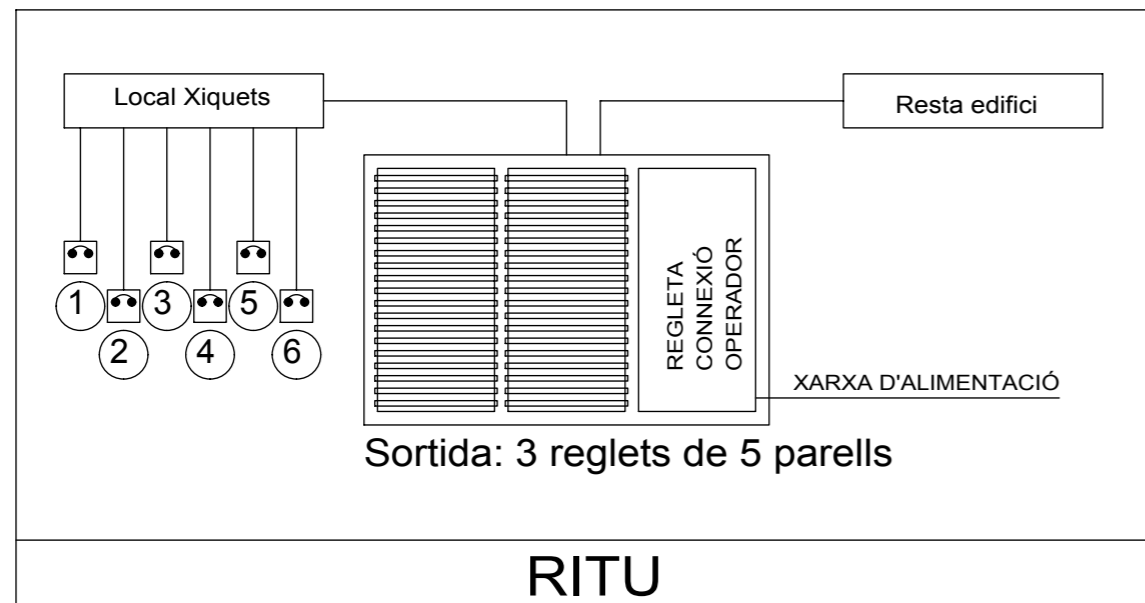 Local Xiquets
Resta edifici
1
3
5
2
4
6
REGLETA
CONNEXIÓ
OPERADOR
XARXA D'ALIMENTACIÓ
Sortida: 3 reglets de 5 parells
RITU